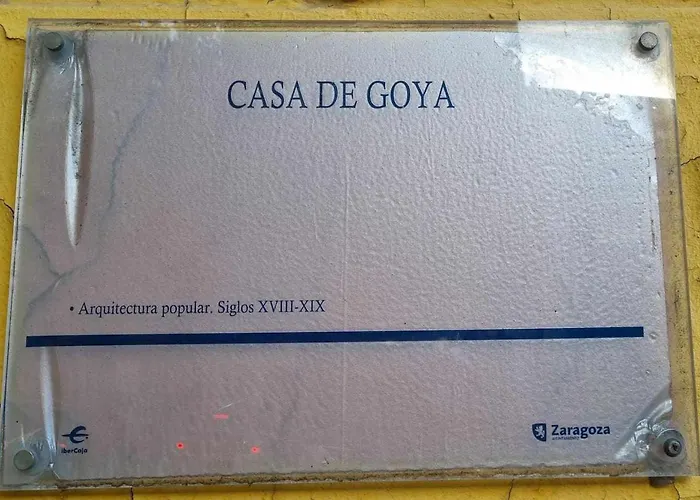 CASA DE GOYA
• Arquitectura popular. Siglos XVIII-XIX
iberCaja
Zaragoza